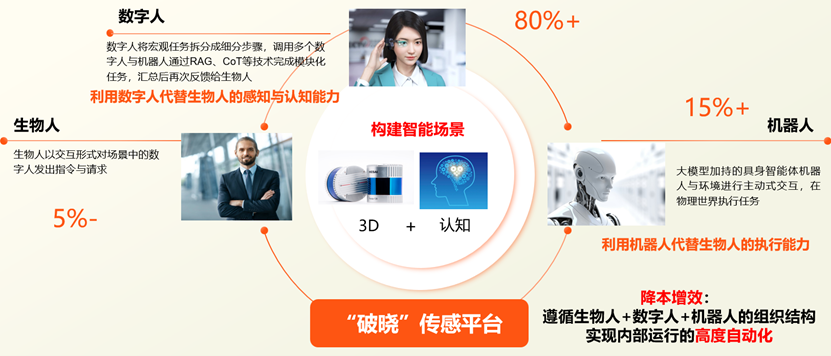 数字人
80%+
数字人将宏观任务拆分成细分步骤，调用多个数
字人与机器人通过RAG、CoT等技术完成模块化
任务，汇总后再次反馈给生物人
利用数字人代替生物人的感知与认知能力
生物人
生物人以交互形式对场景中的数
字人发出指令与请求
5%-
构建智能场景
3D + 认知
15%+
机器人
大模型加持的具身智能体机器
人与环境进行主动式交互，在
物理世界执行任务
利用机器人代替生物人的执行能力
“破晓”传感平台
降本增效：
遵循生物人+数字人+机器人的组织结构
实现内部运行的高度自动化